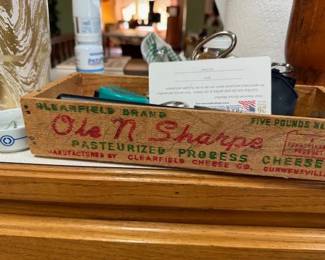 CLEARFIELD BRAND
FIVE POUNDS NE
Ole N Sharpe
PASTEURIZED PROCESS CHEESE
MANUFACTURED BY CLEARFIELD CHEESE CO. CURWENSVILLE